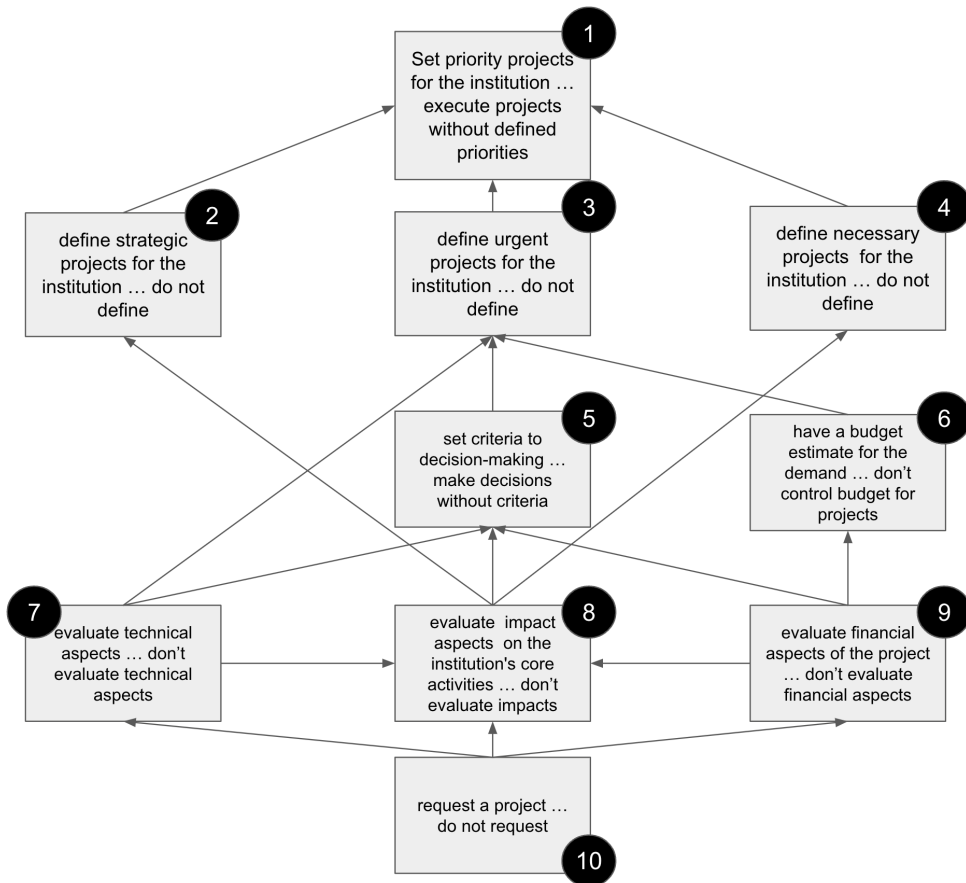 1
Set priority projects
for the institution …
execute projects
without defined
priorities
2
define strategic
projects for the
institution … do not
define
3
define urgent
projects for the
institution … do not
define
4
define necessary
projects  for the
institution … do not
define
5
set criteria to
decision-making …
make decisions
without criteria
6
have a budget
estimate for the
demand … don't
control budget for
projects
7
evaluate technical
aspects … don't
evaluate technical
aspects
8
evaluate  impact
aspects  on the
institution's core
activities … don't
evaluate impacts
9
evaluate financial
aspects of the project
… don't evaluate
financial aspects
request a project …
do not request
10